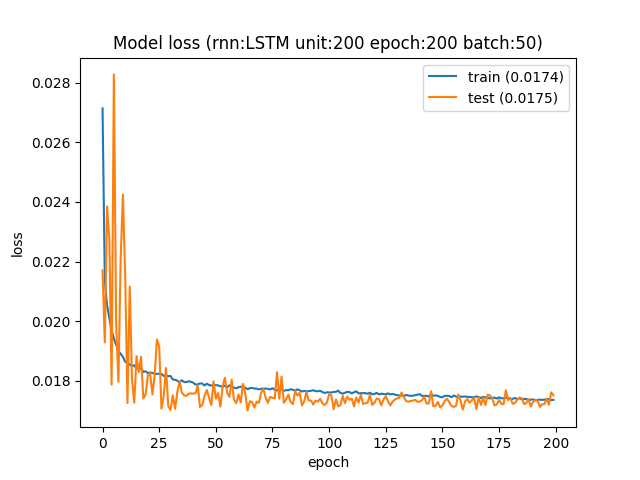 Model loss (rnn:LSTM unit:200 epoch:200 batch:50)
train (0.0174)
test (0.0175)
loss
0.028
0.026
0.024
0.022
0.020
0.018
0 25 50 75 100 125 150 175 200
epoch